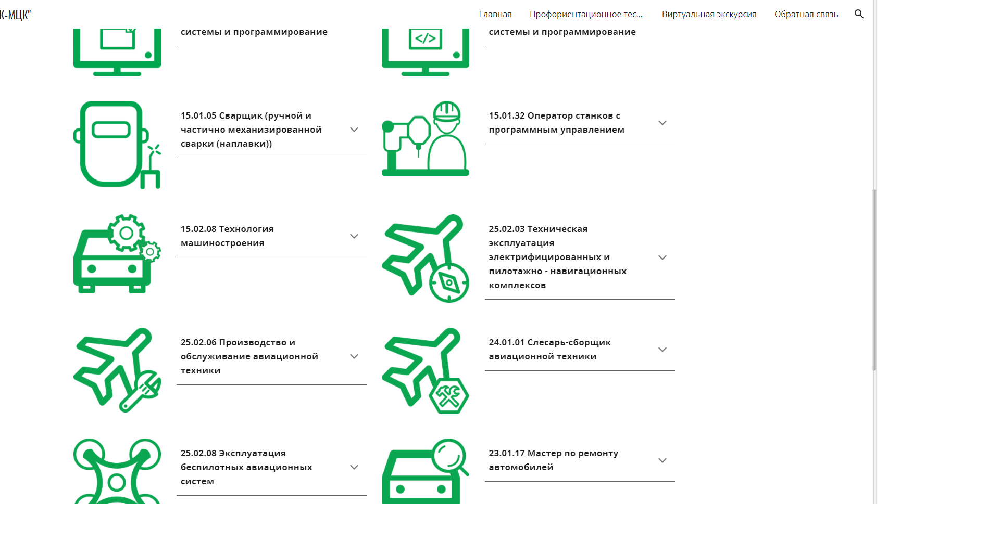 К-МЦК"
Главная
Профориентационное тес...
Виртуальная экскурсия
Обратная связь
системы и программирование
системы и программирование
</>
15.01.05 Сварщик (ручной и
частично механизированной
сварки (наплавки))
15.01.32 Оператор станков с
программным управлением
15.02.08 Технология
машиностроения
25.02.03 Техническая
эксплуатация
электрифицированных и
пилотажно - навигационных
комплексов
25.02.06 Производство и
обслуживание авиационной
техники
24.01.01 Слесарь-сборщик
авиационной техники
25.02.08 Эксплуатация
беспилотных авиационных
систем
23.01.17 Мастер по ремонту
автомобилей